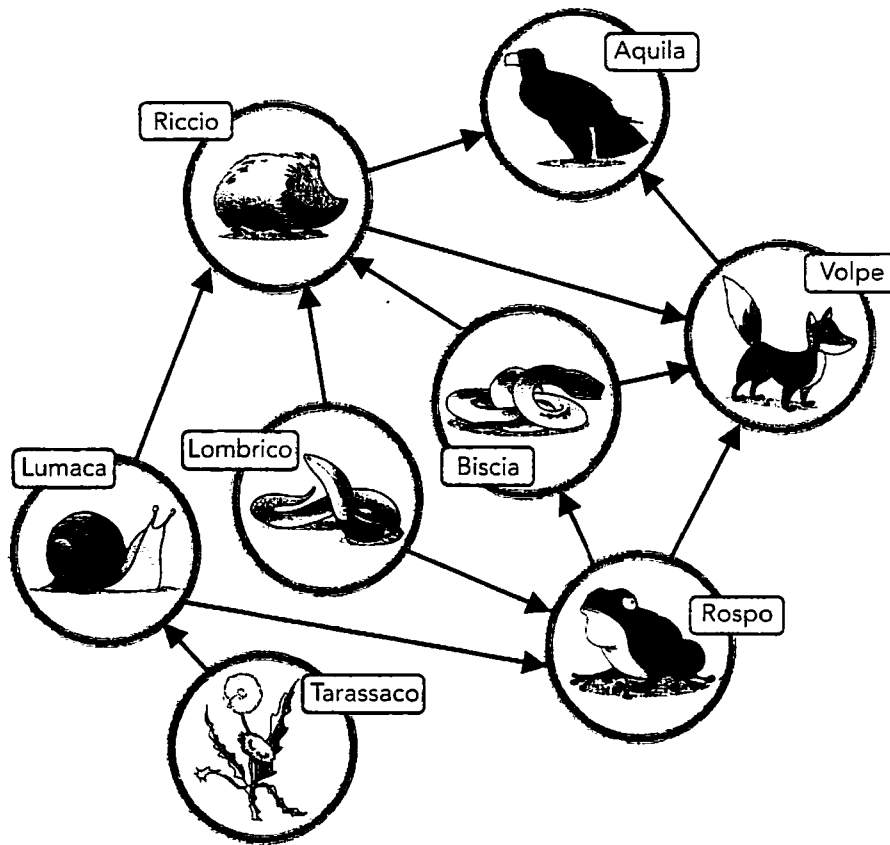 Aquila
Riccio
Volpe
Lombrico
Lumaca
Biscia
Rospo
Tarassaco